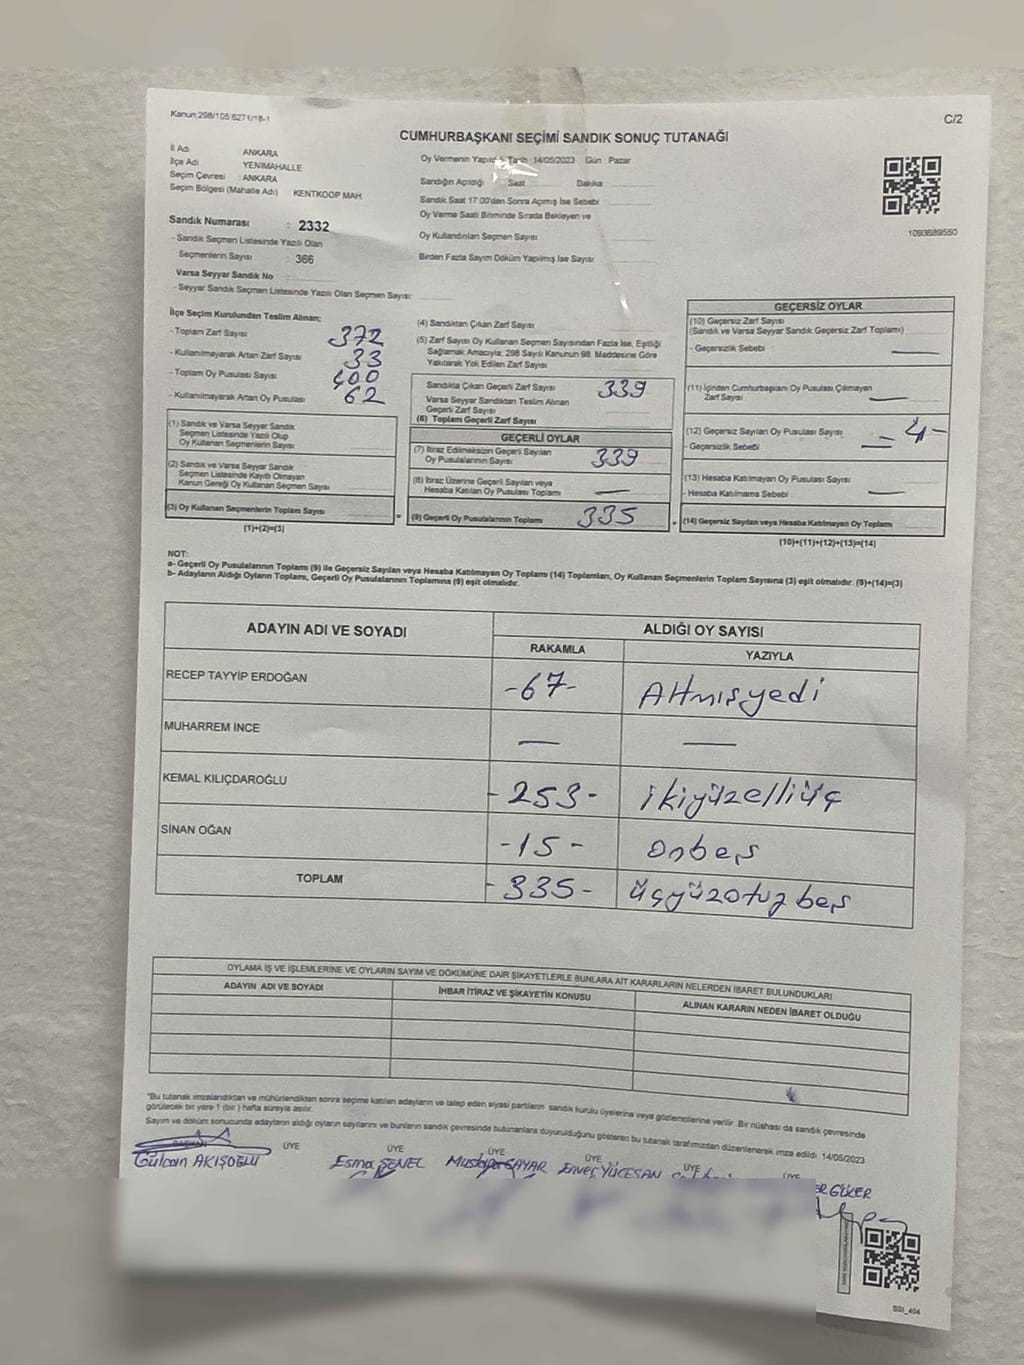 Kanun;298/105;6271/18-1
C/2
CUMHURBAŞKANI SEÇİMİ SANDIK SONUÇ TUTANAĞI
İl Adı ANKARA
İlçe Adı YENİMAHALLE
Seçim Çevresi : ANKARA
Seçim Bölgesi (Mahalle Adı) KENTKOOP MAH.
Sandık Numarası : 2332
- Sandık Seçmen Listesinde Yazılı Olan
Seçmenlerin Sayısı : 366
Varsa Seyyar Sandık No
- Seyyar Sandık Seçmen Listesinde Yazılı Olan Seçmen Sayısı:
Oy Vermenin Yapıldığı Tarih 14/05/2023 Gün : Pazar
Sandığın Açıldığı Saat Dakika
Sandık Saat 17:00'den Sonra Açımış İse Sebebi
Oy Verme Saati Bitiminde Sırada Bekleyen ve
Oy Kullandırılan Seçmen Sayısı
Birden Fazla Sayım Döküm Yapılmış İse Sayısı
1093689550
İlçe Seçim Kurulundan Teslim Alınan;
- Toplam Zarf Sayısı 372
- Kullanılmayarak Artan Zarf Sayısı 33
- Toplam Oy Pusulası Sayısı 400
- Kullanılmayarak Artan Oy Pusulası 62
(1) Sandık ve Varsa Seyyar Sandık
Seçmen Listesinde Yazılı Olup
Oy Kullanan Seçmenlerin Sayısı
(2) Sandık ve Varsa Seyyar Sandık
Seçmen Listesinde Kayıtlı Olmayan
Kanun Gereği Oy Kullanan Seçmen Sayısı
(3) Oy Kullanan Seçmenlerin Toplam Sayısı
(1)+(2)=(3)
(4) Sandıktan Çıkan Zarf Sayısı
(5) Zarf Sayısı Oy Kullanan Seçmen Sayısından Fazla İse, Eşitliği
Sağlamak Amacıyla; 298 Sayılı Kanunun 98. Maddesine Göre
Yakılarak Yok Edilen Zarf Sayısı
Sandıkta Çıkan Geçerli Zarf Sayısı 339
Varsa Seyyar Sandıktan Teslim Alınan
Geçerli Zarf Sayısı
(6) Toplam Geçerli Zarf Sayısı
GEÇERLİ OYLAR
(7) İtiraz Edilmeksizin Geçerli Sayılan
Oy Pusulalarının Sayısı 339
(8) İtiraz Üzerine Geçerli Sayılan veya
Hesaba Katılan Oy Pusulası Toplamı —
(9) Geçerli Oy Pusulalarının Toplamı 335
GEÇERSİZ OYLAR
(10) Geçersiz Zarf Sayısı
(Sandık ve Varsa Seyyar Sandık Geçersiz Zarf Toplamı)
- Geçersizlik Sebebi —
(11) İçinden Cumhurbaşkanı Oy Pusulası Çıkmayan
Zarf Sayısı —
(12) Geçersiz Sayılan Oy Pusulası Sayısı - 4 -
- Geçersizlik Sebebi —
(13) Hesaba Katılmayan Oy Pusulası Sayısı
- Hesaba Katılmama Sebebi —
(14) Geçersiz Sayılan veya Hesaba Katılmayan Oy Toplamı
(10)+(11)+(12)+(13)=(14)
NOT:
a- Geçerli Oy Pusulalarının Toplamı (9) ile Geçersiz Sayılan veya Hesaba Katılmayan Oy Toplamı (14) Toplamları, Oy Kullanan Seçmenlerin Toplam Sayısına (3) eşit olmalıdır. (9)+(14)=(3)
b- Adayların Aldığı Oyların Toplamı, Geçerli Oy Pusulalarının Toplamına (9) eşit olmalıdır.
ADAYIN ADI VE SOYADI
ALDIĞI OY SAYISI
RAKAMLA YAZIYLA
RECEP TAYYİP ERDOĞAN -67- Altmışyedi
MUHARREM İNCE — —
KEMAL KILIÇDAROĞLU -253- ikiyüzelliüç
SİNAN OĞAN -15- onbeş
TOPLAM -335- üçyüzotuzbeş
OYLAMA İŞ VE İŞLEMLERİNE VE OYLARIN SAYIM VE DÖKÜMÜNE DAİR ŞİKAYETLERLE BUNLARA AİT KARARLARIN NELERDEN İBARET BULUNDUKLARI
ADAYIN ADI VE SOYADI İHBAR İTİRAZ VE ŞİKAYETİN KONUSU ALINAN KARARIN NEDEN İBARET OLDUĞU
"Bu tutanak imzalandıktan ve mühürlendikten sonra seçime katılan adayların ve talep eden siyasi partilerin sandık kurulu üyelerine veya gözlemcilerine verilir. Bir nüshası da sandık çevresinde
görülecek bir yere 1 (bir) hafta süreyle asılır.
Sayım ve döküm sonucunda adayların aldığı oyların sayılarını ve bunların sandık çevresinde bulunanlara duyurulduğunu gösteren bu tutanak tarafımızdan düzenlenerek imza edildi. 14/05/2023
BAŞKAN ÜYE ÜYE ÜYE ÜYE ÜYE ÜYE
Gülcan AKIŞOĞLU Esma ŞENEL Mustafa SAYAR Enver YÜCESAN
GÜLER
SSI_404